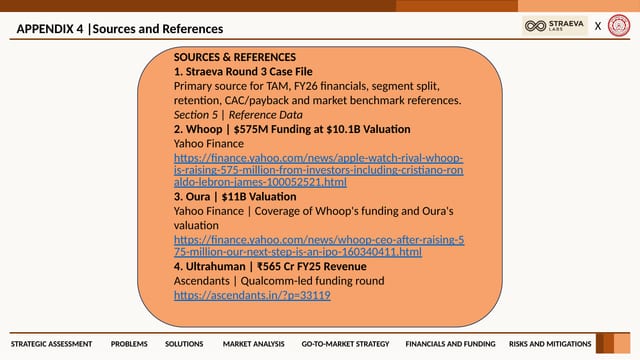 APPENDIX 4 |Sources and References
STRAEVA
LABS
X
SOURCES & REFERENCES
1. Straeva Round 3 Case File
Primary source for TAM, FY26 financials, segment split,
retention, CAC/payback and market benchmark references.
Section 5 | Reference Data
2. Whoop | $575M Funding at $10.1B Valuation
Yahoo Finance
https://finance.yahoo.com/news/apple-watch-rival-whoop-
is-raising-575-million-from-investors-including-cristiano-ron
aldo-lebron-james-100052521.html
3. Oura | $11B Valuation
Yahoo Finance | Coverage of Whoop's funding and Oura's
valuation
https://finance.yahoo.com/news/whoop-ceo-after-raising-5
75-million-our-next-step-is-an-ipo-160340411.html
4. Ultrahuman | ₹565 Cr FY25 Revenue
Ascendants | Qualcomm-led funding round
https://ascendants.in/?p=33119
STRATEGIC ASSESSMENT PROBLEMS SOLUTIONS MARKET ANALYSIS GO-TO-MARKET STRATEGY FINANCIALS AND FUNDING RISKS AND MITIGATIONS